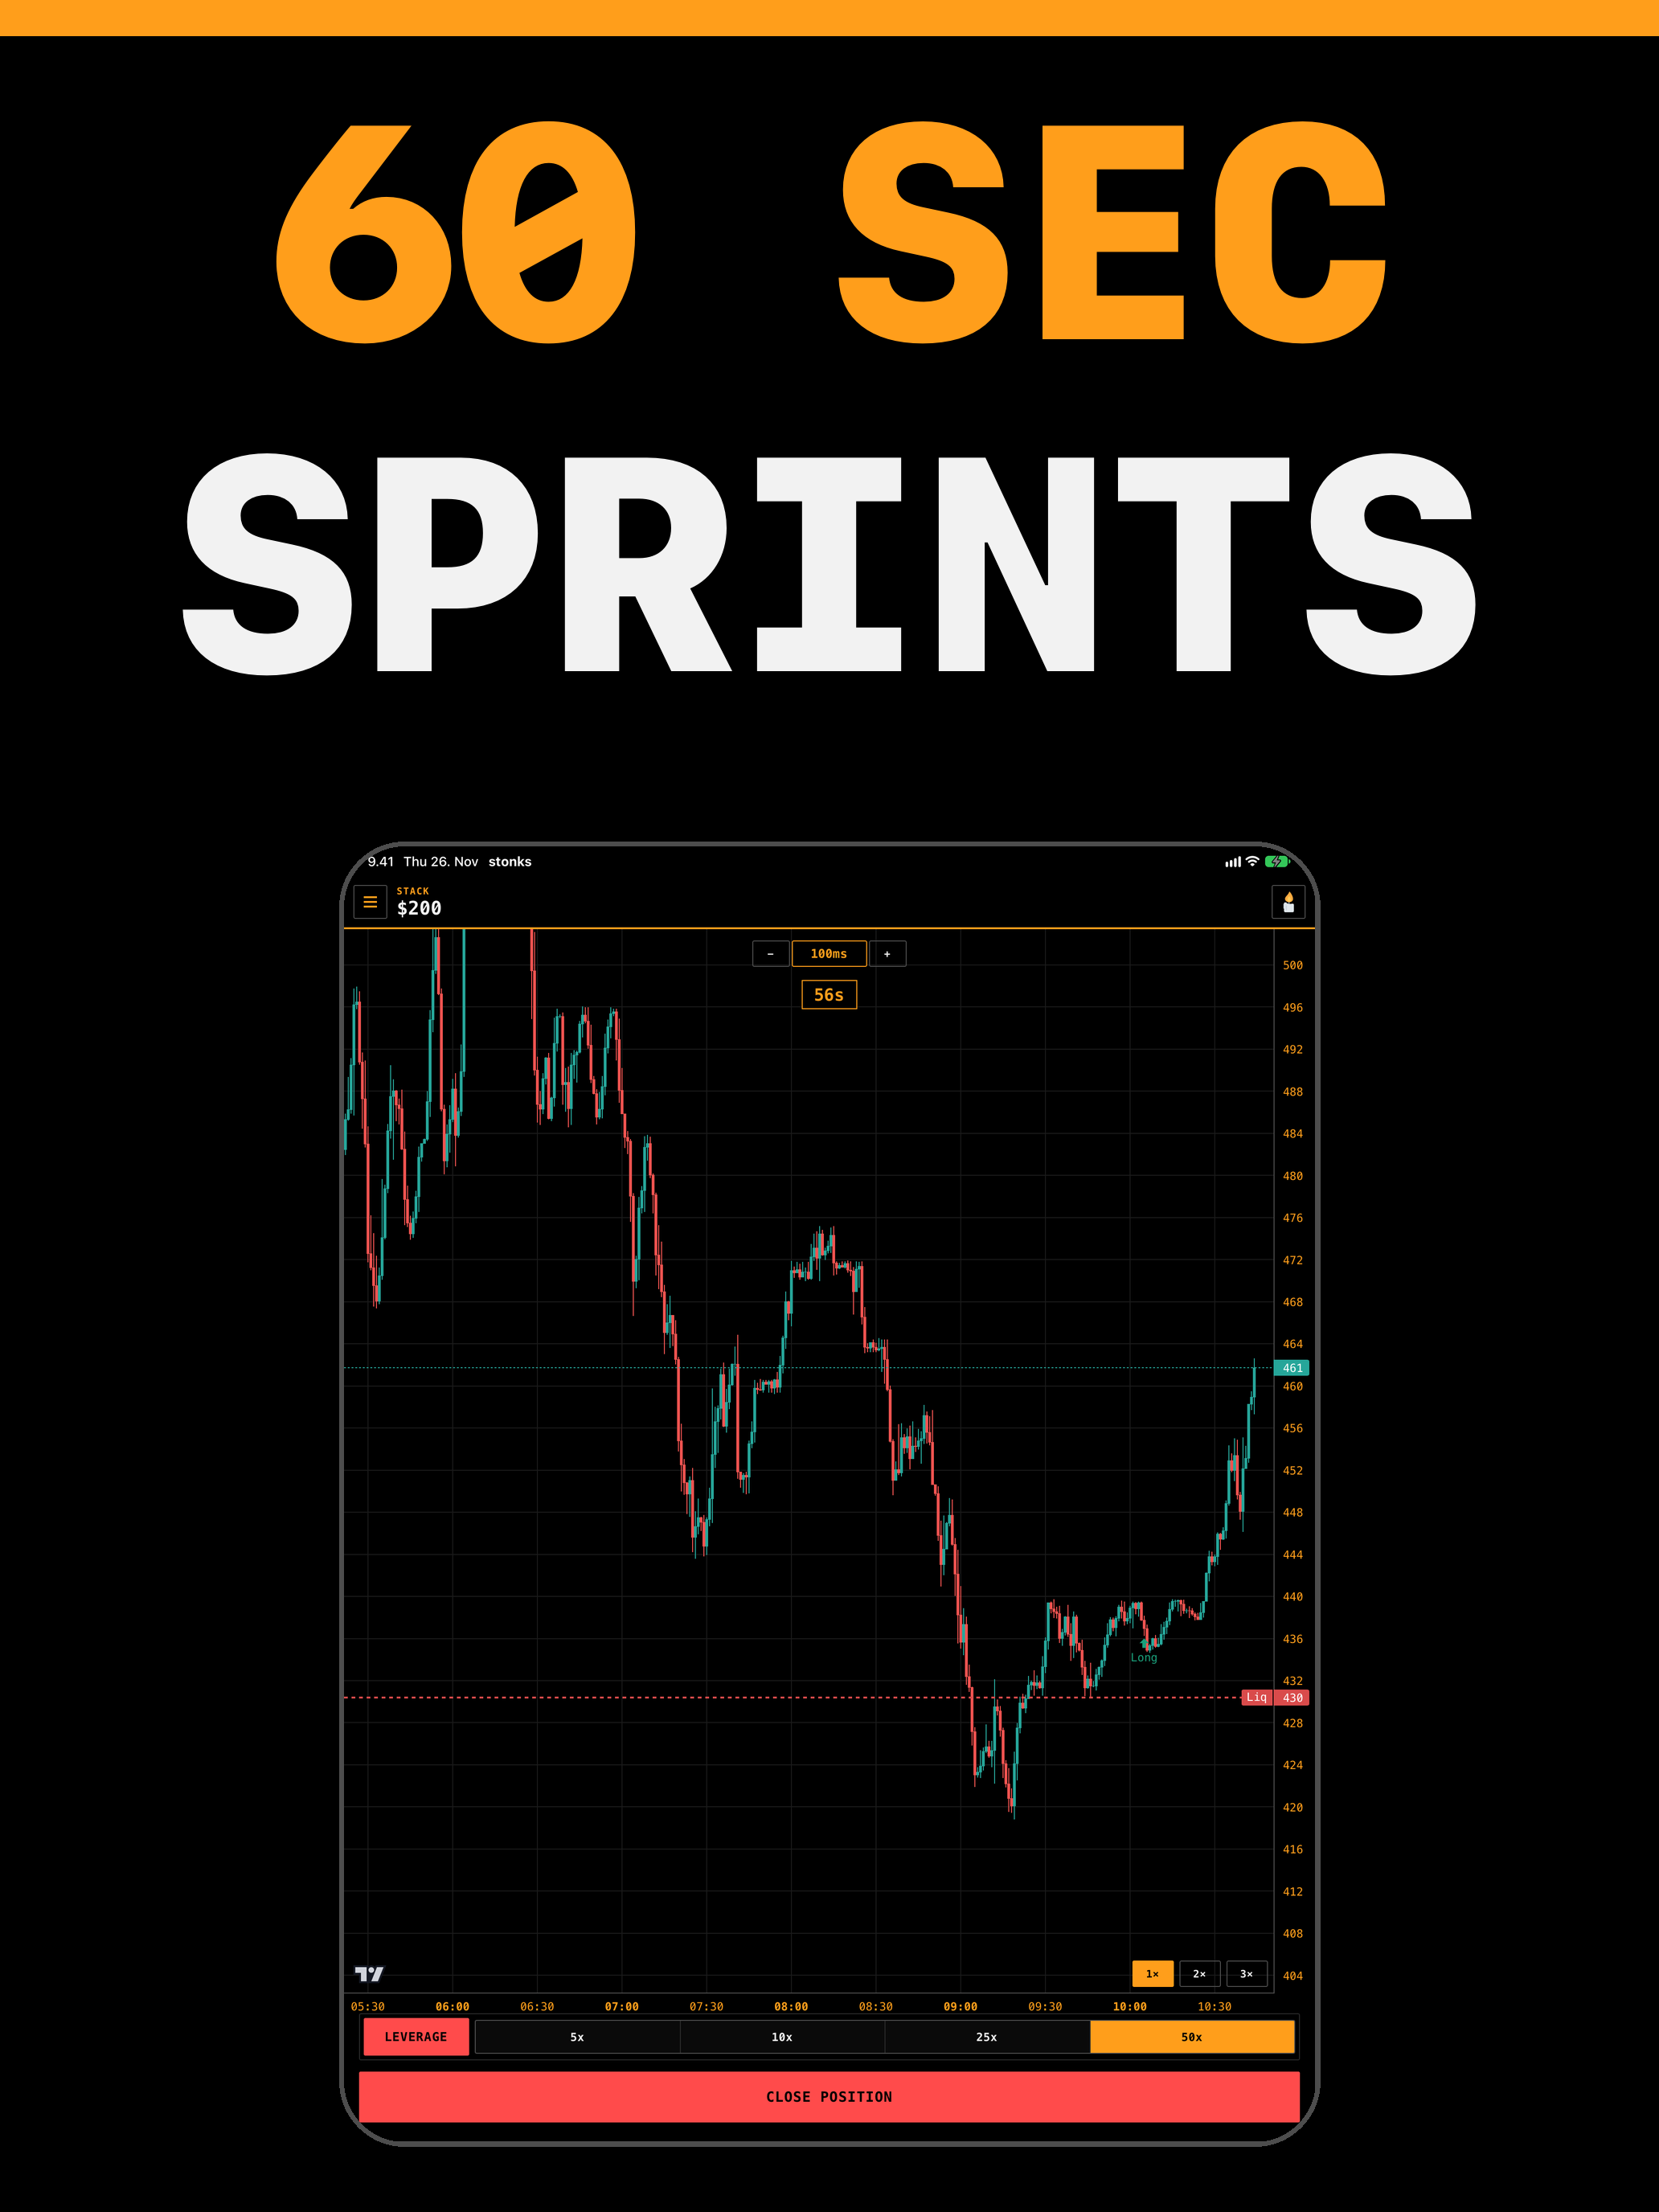 60 SEC
SPRINTS
9.41 Thu 26. Nov stonks
STACK
$200
− 100ms +
56s
500
496
492
488
484
480
476
472
468
464
461
460
456
452
448
444
440
436
Long
432
Liq 430
428
424
420
416
412
408
1× 2× 3× 404
05:30 06:00 06:30 07:00 07:30 08:00 08:30 09:00 09:30 10:00 10:30
LEVERAGE 5x 10x 25x 50x
CLOSE POSITION